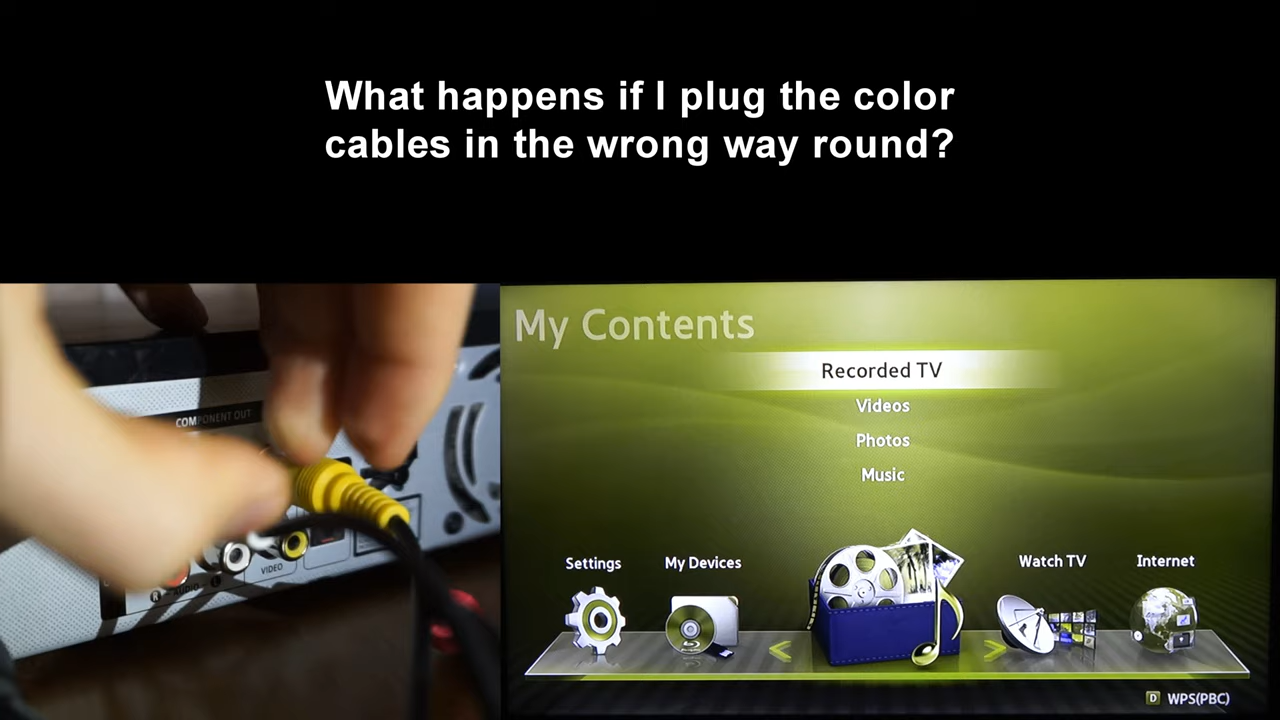 What happens if I plug the color
cables in the wrong way round?
My Contents
COMPONENT OUT
Recorded TV
Videos
Photos
Music
Settings
My Devices
Watch TV
Internet
VIDEO
R AUDIO L
D WPS(PBC)